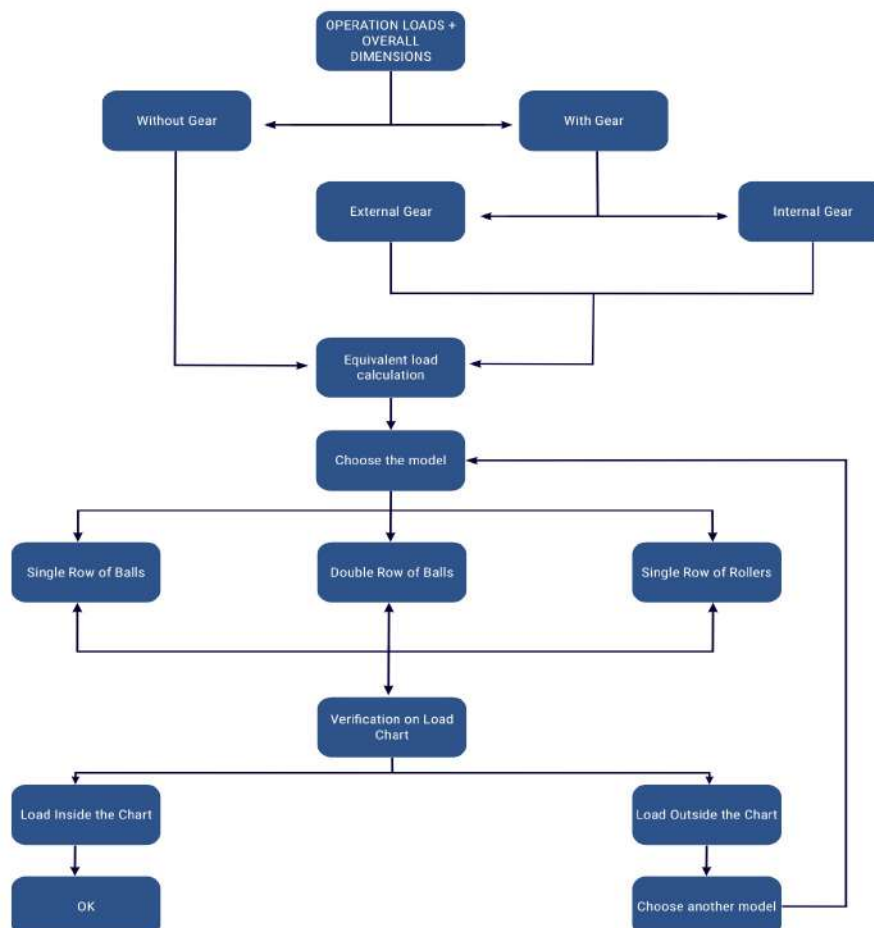 OPERATION LOADS +
OVERALL
DIMENSIONS
Without Gear
With Gear
External Gear
Internal Gear
Equivalent load
calculation
Choose the model
Single Row of Balls
Double Row of Balls
Single Row of Rollers
Verification on Load
Chart
Load Inside the Chart
Load Outside the Chart
OK
Choose another model